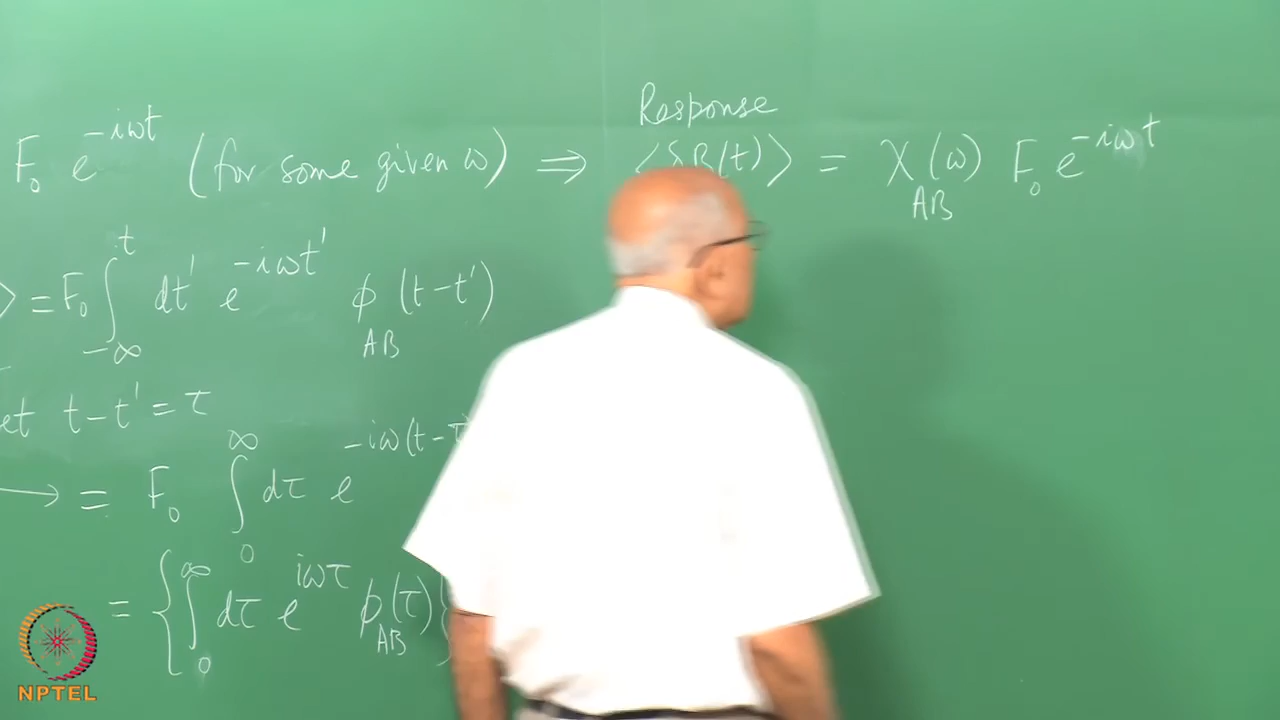 Response
F₀ e^{-iωt} (for some given ω) ⇒ ⟨δB(t)⟩ = χ_{AB}(ω) F₀ e^{-iωt}
⟩ = F₀ ∫_{-∞}^{t} dt' e^{-iωt'} ϕ_{AB}(t-t')
et t-t' = τ
→ = F₀ ∫_{0}^{∞} dτ e^{-iω(t-τ
= {∫_{0}^{∞} dτ e^{iωτ} ϕ_{AB}(τ)}
NPTEL